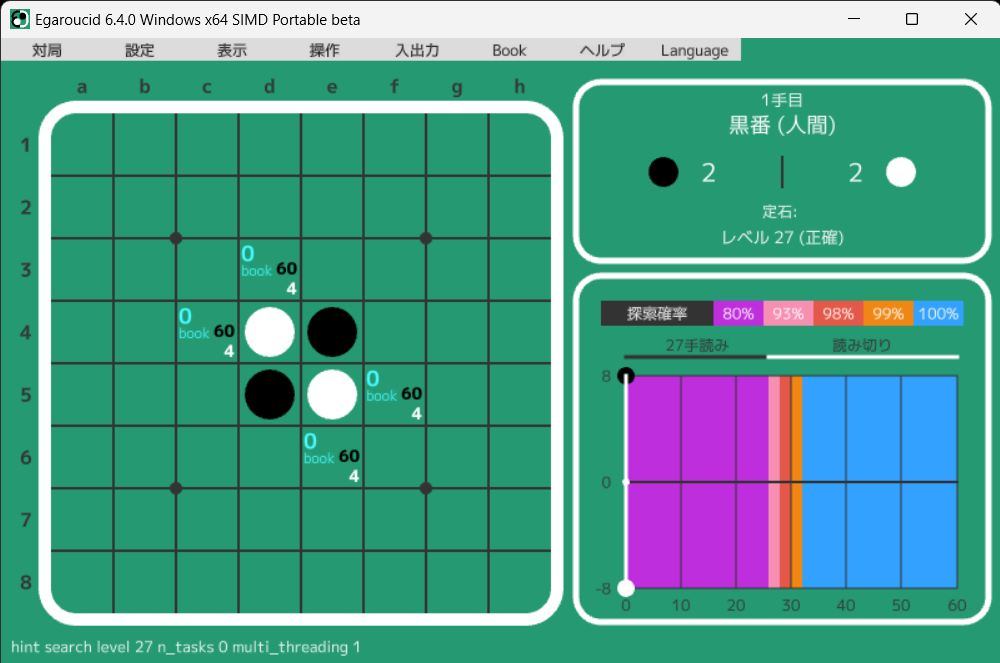 Egaroucid 6.4.0 Windows x64 SIMD Portable beta
対局 設定 表示 操作 入出力 Book ヘルプ Language
a b c d e f g h
1
2
3
4
5
6
7
8
0
book 60
4
0
book 60
4
0
book 60
4
0
book 60
4
1手目
黒番 (人間)
2 2
定石:
レベル 27 (正確)
探索確率 80% 93% 98% 99% 100%
27手読み 読み切り
8
0
-8
0 10 20 30 40 50 60
hint search level 27 n_tasks 0 multi_threading 1